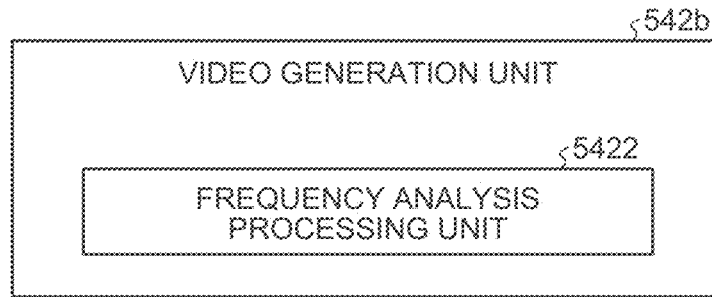 542b
VIDEO GENERATION UNIT
5422
FREQUENCY ANALYSIS
PROCESSING UNIT